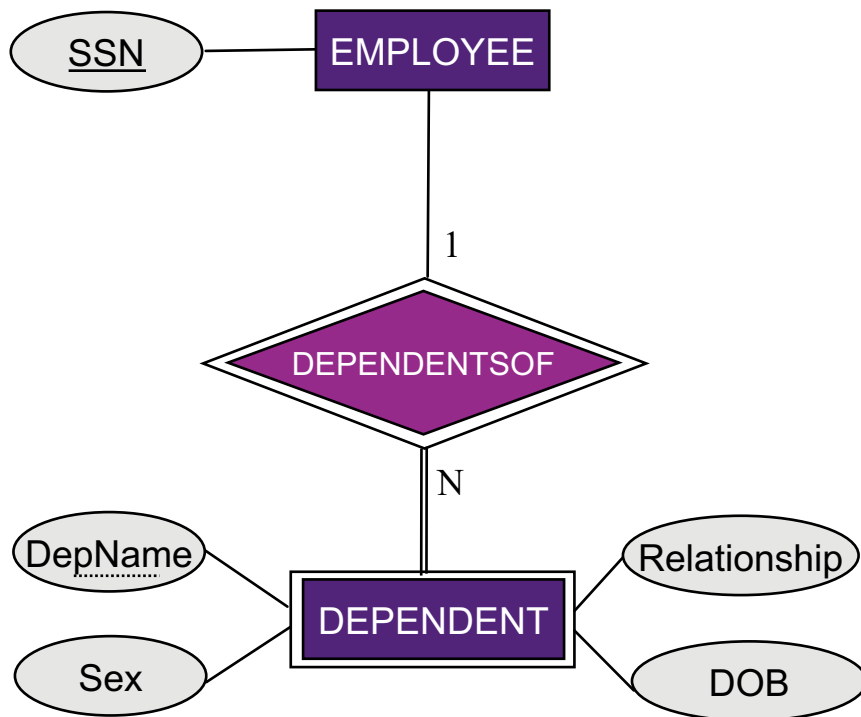 SSN
EMPLOYEE
1
DEPENDENTSOF
N
DepName
Relationship
DEPENDENT
Sex
DOB